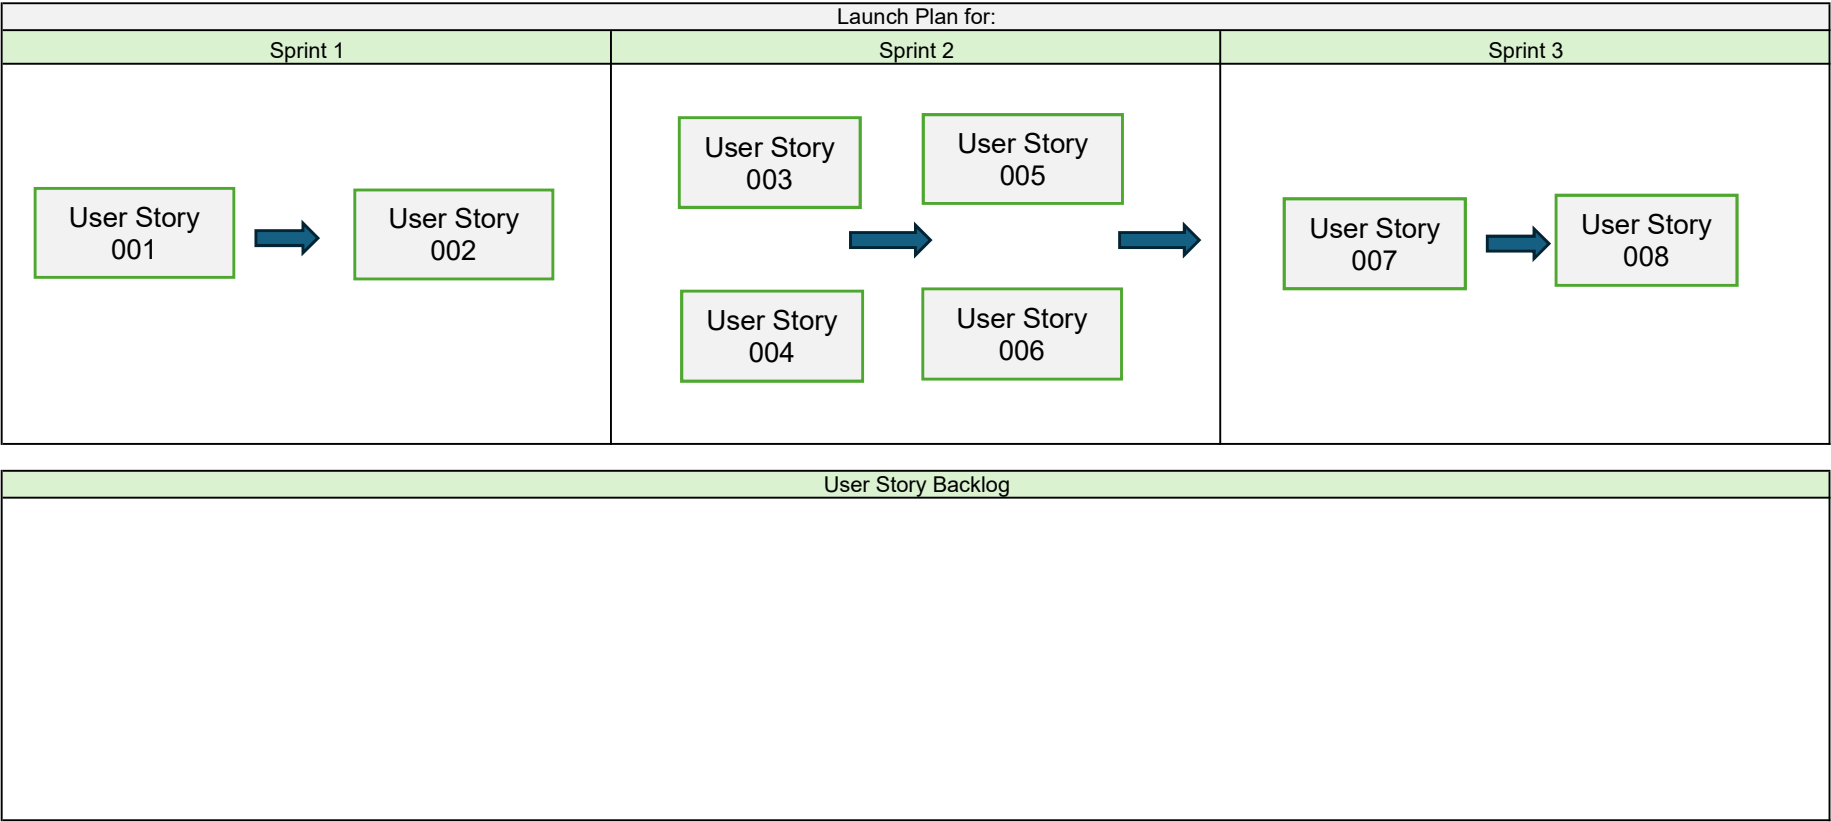 Launch Plan for:
Sprint 1
Sprint 2
Sprint 3
User Story
001
User Story
002
User Story
003
User Story
004
User Story
005
User Story
006
User Story
007
User Story
008
User Story Backlog